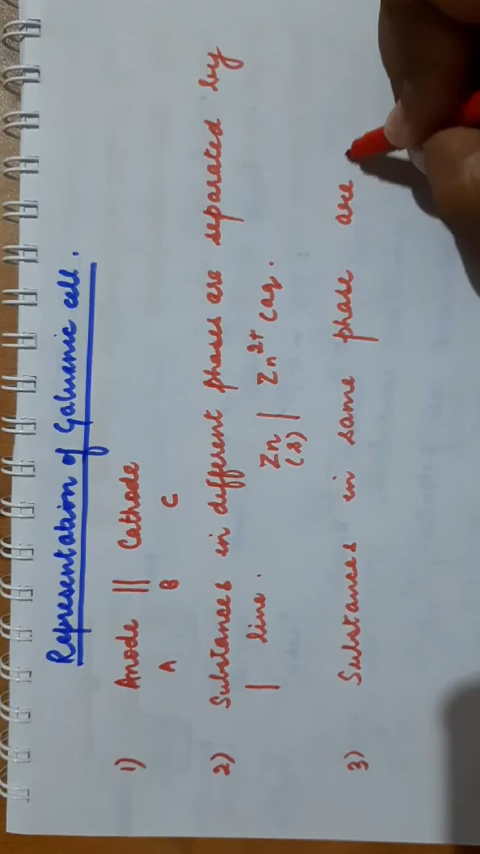 Representation of Galvanic cell.
1) Anode || Cathode
A B C
2) Substances in different phases are separated by
| line.
Zn | Zn2+ (aq.
(s)
3) Substances in same phase are